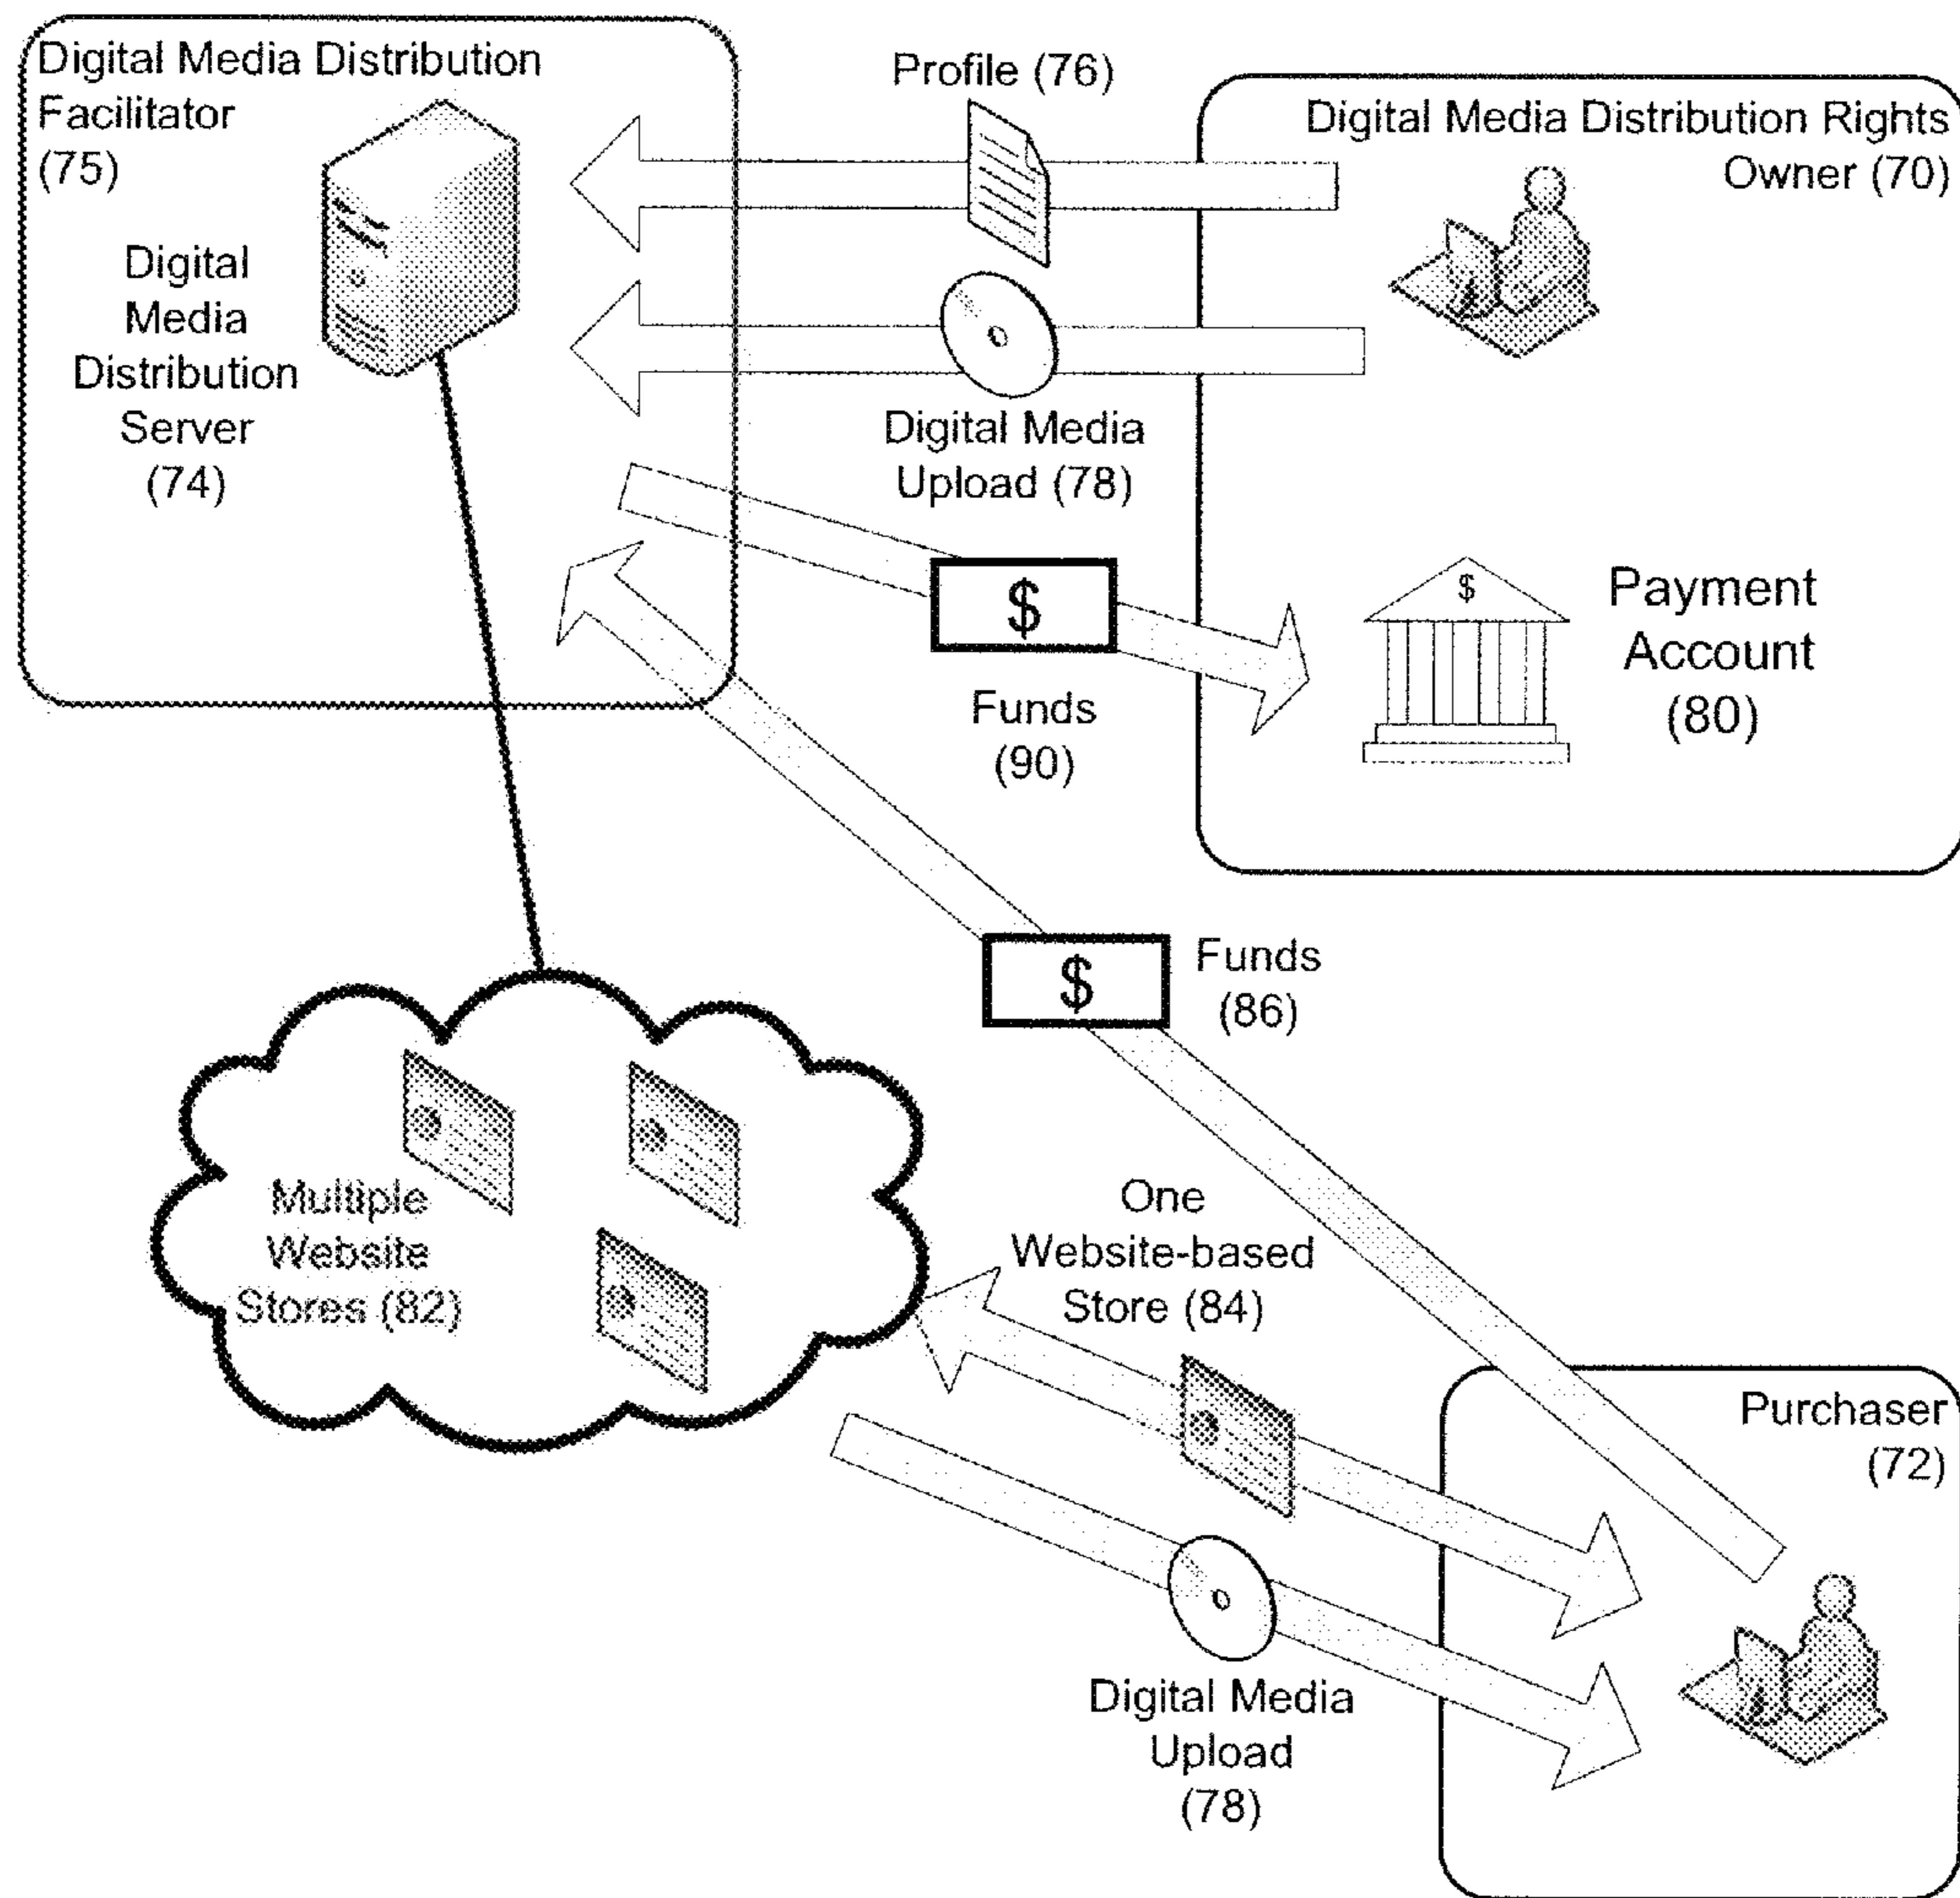 Digital Media Distribution
Facilitator
(75)
Digital
Media
Distribution
Server
(74)
Profile (76)
Digital Media Distribution Rights
Owner (70)
Digital Media
Upload (78)
$
Funds
(90)
$
Payment
Account
(80)
$
Funds
(86)
Multiple
Website
Stores (82)
One
Website-based
Store (84)
Purchaser
(72)
Digital Media
Upload
(78)